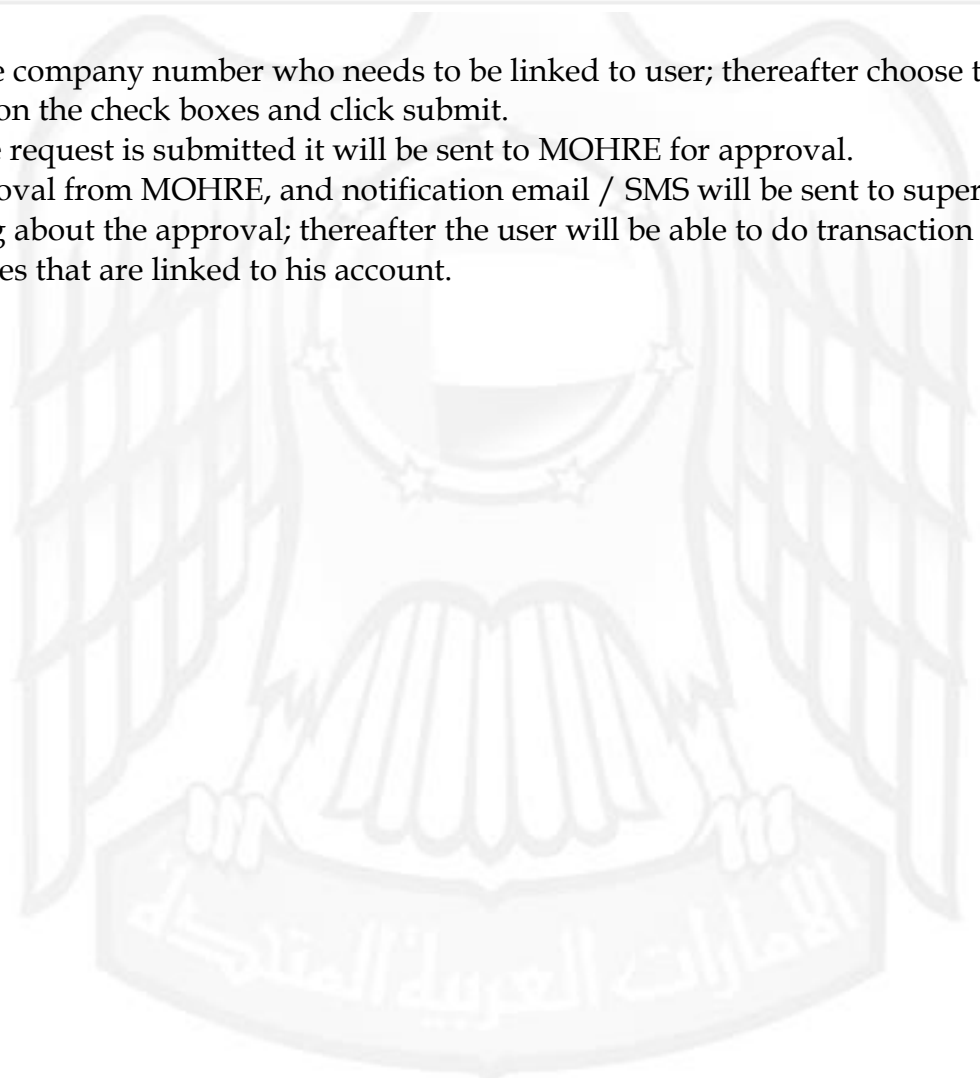 e company number who needs to be linked to user; thereafter choose t
on the check boxes and click submit.
e request is submitted it will be sent to MOHRE for approval.
oval from MOHRE, and notification email / SMS will be sent to super
g about the approval; thereafter the user will be able to do transaction
es that are linked to his account.
الإمارات العربية المتحدة